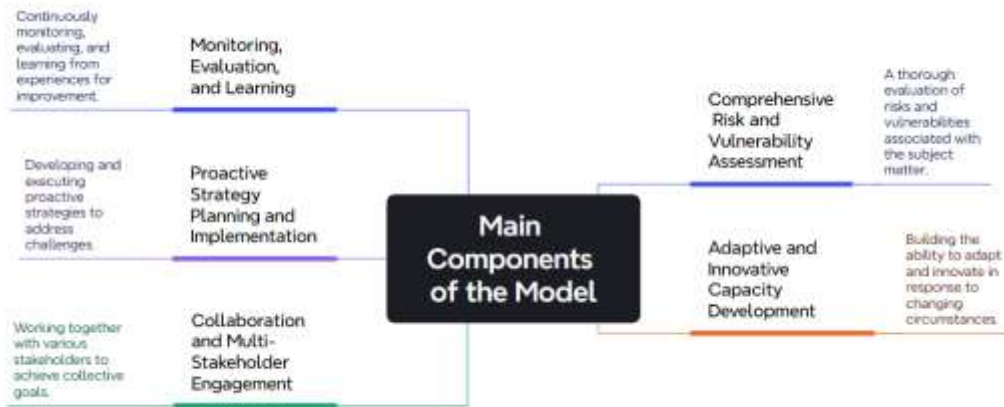 Continuously
monitoring,
evaluating, and
learning from
experiences for
improvement.
Monitoring,
Evaluation,
and Learning
Developing and
executing
proactive
strategies to
address
challenges.
Proactive
Strategy
Planning and
Implementation
Working together
with various
stakeholders to
achieve collective
goals.
Collaboration
and Multi-
Stakeholder
Engagement
Main
Components
of the Model
Comprehensive
Risk and
Vulnerability
Assessment
A thorough
evaluation of
risks and
vulnerabilities
associated with
the subject
matter.
Adaptive and
Innovative
Capacity
Development
Building the
ability to adapt
and innovate in
response to
changing
circumstances.